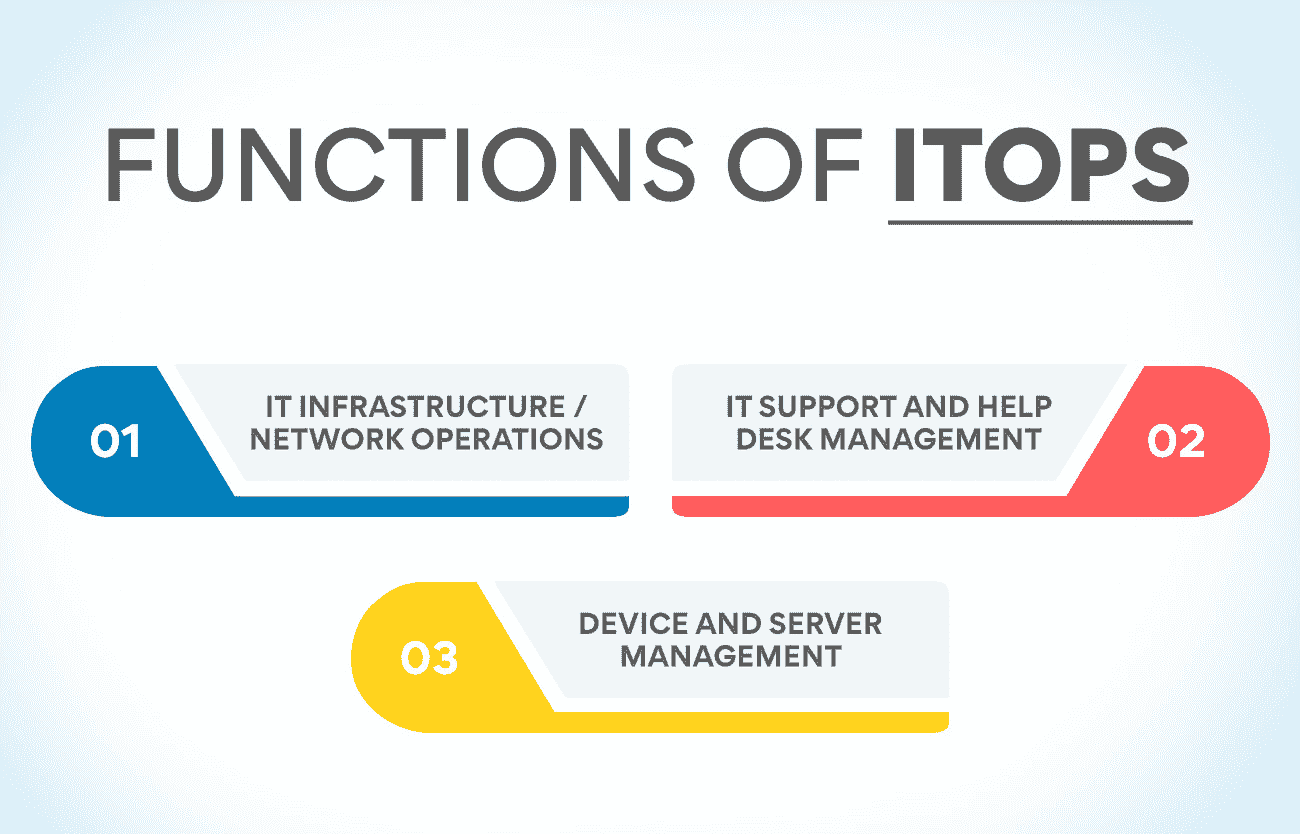 FUNCTIONS OF ITOPS
01
IT INFRASTRUCTURE /
NETWORK OPERATIONS
IT SUPPORT AND HELP
DESK MANAGEMENT
02
03
DEVICE AND SERVER
MANAGEMENT